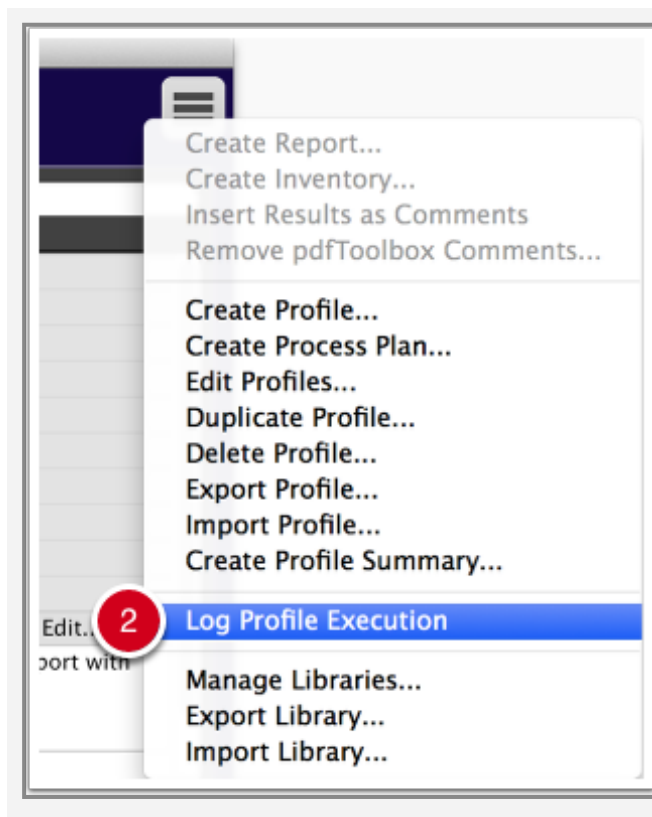 Create Report...
Create Inventory...
Insert Results as Comments
Remove pdfToolbox Comments...
Create Profile...
Create Process Plan...
Edit Profiles...
Duplicate Profile...
Delete Profile...
Export Profile...
Import Profile...
Create Profile Summary...
Edit... 2 Log Profile Execution
port with
Manage Libraries...
Export Library...
Import Library...